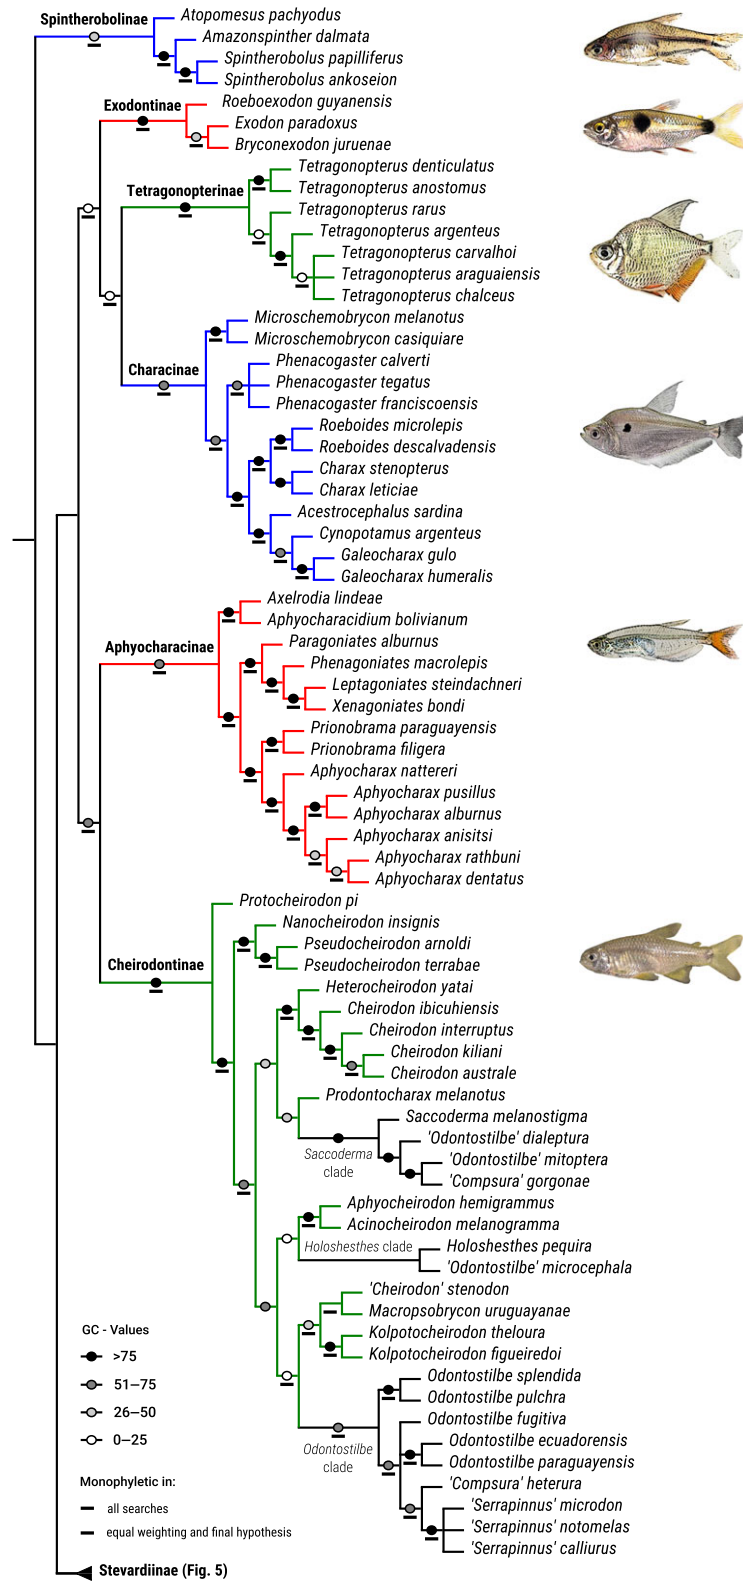 Spintherobolinae
Atopomesus pachyodus
Amazonspinther dalmata
Spintherobolus papilliferus
Spintherobolus ankoseion
Exodontinae
Roeboexodon guyanensis
Exodon paradoxus
Bryconexodon juruenae
Tetragonopterinae
Tetragonopterus denticulatus
Tetragonopterus anostomus
Tetragonopterus rarus
Tetragonopterus argenteus
Tetragonopterus carvalhoi
Tetragonopterus araguaiensis
Tetragonopterus chalceus
Characinae
Microschemobrycon melanotus
Microschemobrycon casiquiare
Phenacogaster calverti
Phenacogaster tegatus
Phenacogaster franciscoensis
Roeboides microlepis
Roeboides descalvadensis
Charax stenopterus
Charax leticiae
Acestrocephalus sardina
Cynopotamus argenteus
Galeocharax gulo
Galeocharax humeralis
Aphyocharacinae
Axelrodia lindeae
Aphyocharacidium bolivianum
Paragoniates alburnus
Phenagoniates macrolepis
Leptagoniates steindachneri
Xenagoniates bondi
Prionobrama paraguayensis
Prionobrama filigera
Aphyocharax nattereri
Aphyocharax pusillus
Aphyocharax alburnus
Aphyocharax anisitsi
Aphyocharax rathbuni
Aphyocharax dentatus
Cheirodontinae
Protocheirodon pi
Nanocheirodon insignis
Pseudocheirodon arnoldi
Pseudocheirodon terrabae
Heterocheirodon yatai
Cheirodon ibicuhiensis
Cheirodon interruptus
Cheirodon kiliani
Cheirodon australe
Prodontocharax melanotus
Saccoderma melanostigma
'Odontostilbe' dialeptura
'Odontostilbe' mitoptera
'Compsura' gorgonae
Saccoderma
clade
Aphyocheirodon hemigrammus
Acinocheirodon melanogramma
Holoshesthes clade
Holoshesthes pequira
'Odontostilbe' microcephala
'Cheirodon' stenodon
Macropsobrycon uruguayanae
Kolpotocheirodon theloura
Kolpotocheirodon figueiredoi
Odontostilbe splendida
Odontostilbe pulchra
Odontostilbe fugitiva
Odontostilbe ecuadorensis
Odontostilbe paraguayensis
'Compsura' heterura
'Serrapinnus' microdon
'Serrapinnus' notomelas
'Serrapinnus' calliurus
Odontostilbe
clade
GC - Values
>75
51–75
26–50
0–25
Monophyletic in:
all searches
equal weighting and final hypothesis
Stevardiinae (Fig. 5)